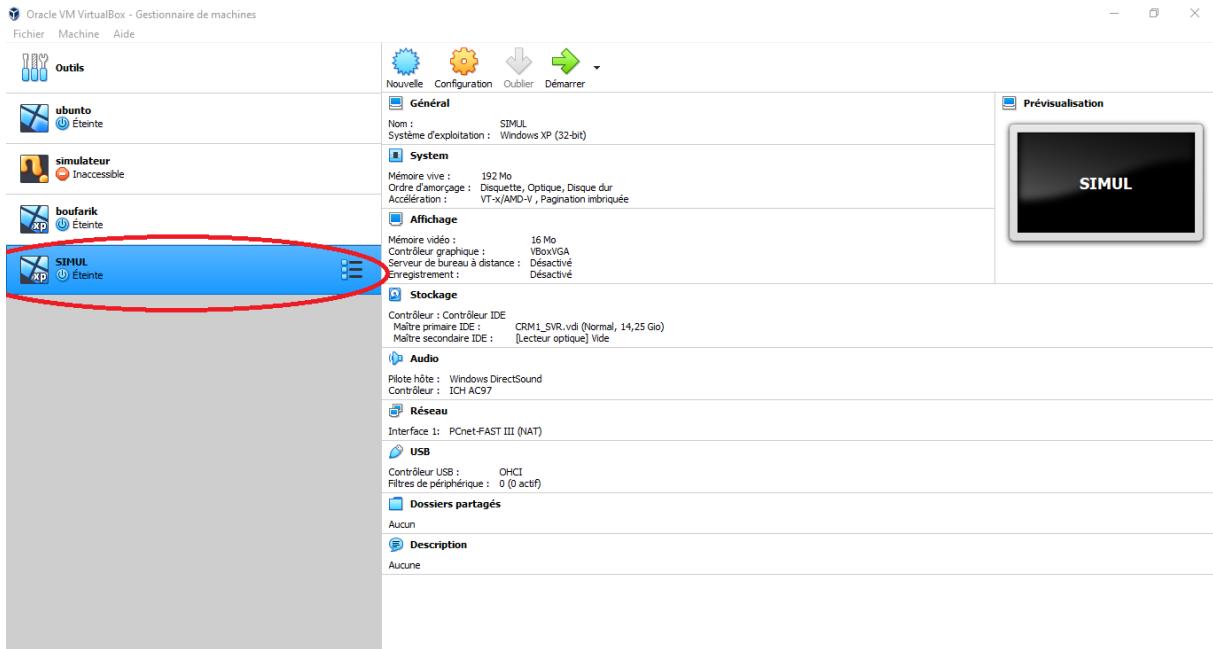 Oracle VM VirtualBox - Gestionnaire de machines
Fichier Machine Aide
Outils
ubunto
Éteinte
simulateur
Inaccessible
boufarik
Éteinte
SIMUL
Éteinte
Nouvelle Configuration Oublier Démarrer
Général
Nom : SIMUL
Système d'exploitation : Windows XP (32-bit)
System
Mémoire vive : 192 Mo
Ordre d'amorçage : Disquette, Optique, Disque dur
Accélération : VT-x/AMD-V , Pagination imbriquée
Affichage
Mémoire vidéo : 16 Mo
Contrôleur graphique : VBoxVGA
Serveur de bureau à distance : Désactivé
Enregistrement : Désactivé
Stockage
Contrôleur : Contrôleur IDE
Maître primaire IDE : CRM1_SVR.vdi (Normal, 14,25 Gio)
Maître secondaire IDE : [Lecteur optique] Vide
Audio
Pilote hôte : Windows DirectSound
Contrôleur : ICH AC97
Réseau
Interface 1: PCnet-FAST III (NAT)
USB
Contrôleur USB : OHCI
Filtres de périphérique : 0 (0 actif)
Dossiers partagés
Aucun
Description
Aucune
Prévisualisation
SIMUL
xp
xp